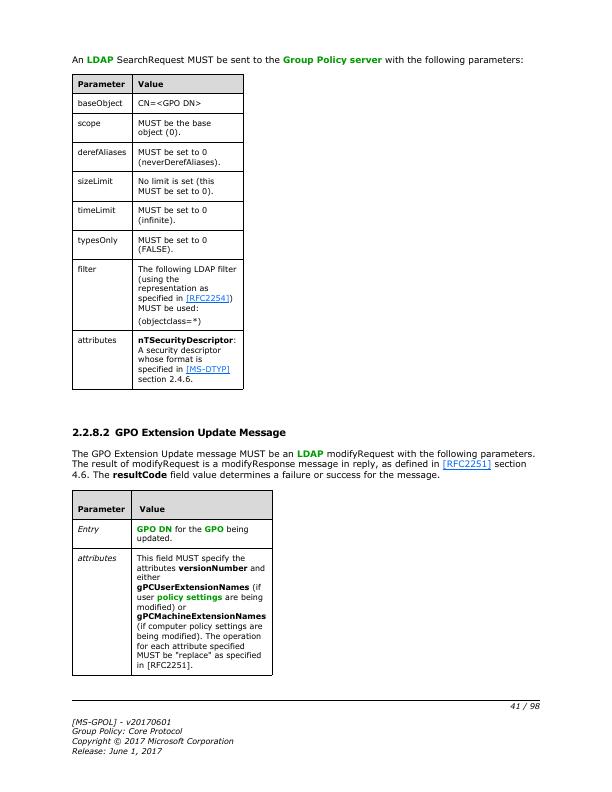 An LDAP SearchRequest MUST be sent to the Group Policy server with the following parameters:
Parameter Value
baseObject CN=<GPO DN>
scope MUST be the base
object (0).
derefAliases MUST be set to 0
(neverDerefAliases).
sizeLimit No limit is set (this
MUST be set to 0).
timeLimit MUST be set to 0
(infinite).
typesOnly MUST be set to 0
(FALSE).
filter The following LDAP filter
(using the
representation as
specified in [RFC2254])
MUST be used:
(objectclass=*)
attributes nTSecurityDescriptor:
A security descriptor
whose format is
specified in [MS-DTYP]
section 2.4.6.
2.2.8.2 GPO Extension Update Message
The GPO Extension Update message MUST be an LDAP modifyRequest with the following parameters.
The result of modifyRequest is a modifyResponse message in reply, as defined in [RFC2251] section
4.6. The resultCode field value determines a failure or success for the message.
Parameter Value
Entry GPO DN for the GPO being
updated.
attributes This field MUST specify the
attributes versionNumber and
either
gPCUserExtensionNames (if
user policy settings are being
modified) or
gPCMachineExtensionNames
(if computer policy settings are
being modified). The operation
for each attribute specified
MUST be "replace" as specified
in [RFC2251].
41 / 98
[MS-GPOL] - v20170601
Group Policy: Core Protocol
Copyright © 2017 Microsoft Corporation
Release: June 1, 2017